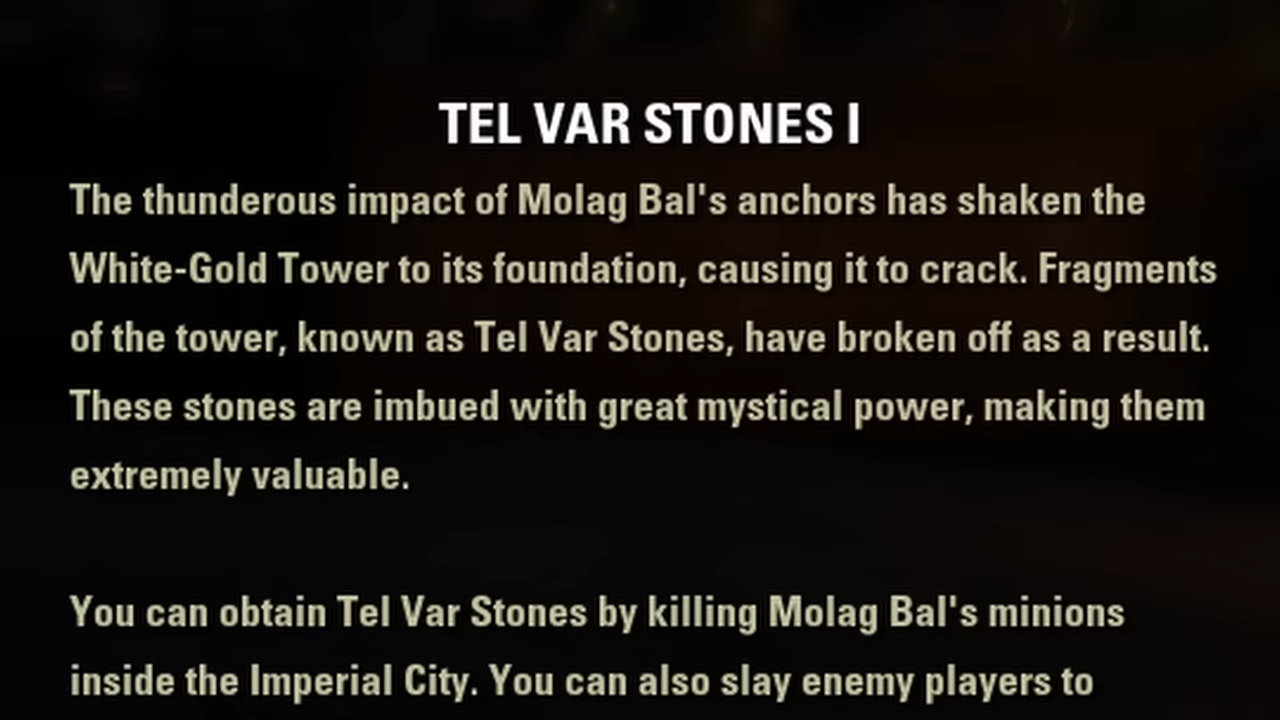 TEL VAR STONES I
The thunderous impact of Molag Bal's anchors has shaken the
White-Gold Tower to its foundation, causing it to crack. Fragments
of the tower, known as Tel Var Stones, have broken off as a result.
These stones are imbued with great mystical power, making them
extremely valuable.
You can obtain Tel Var Stones by killing Molag Bal's minions
inside the Imperial City. You can also slay enemy players to